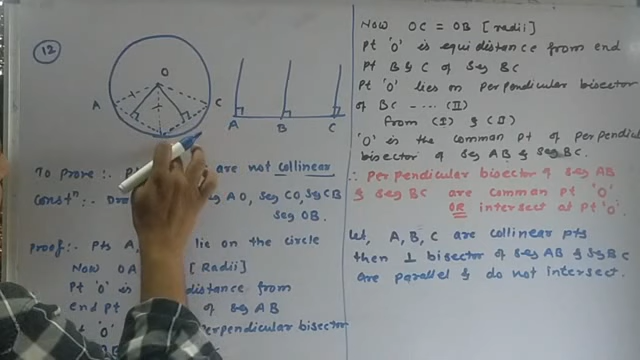 12
O
A
C
A B C
To prove :- are not collinear
Constⁿ :- AO, seg CO, seg CB
seg OB.
Proof :- Pts A, lie on the circle
Now OA [Radii]
Pt 'O' distance from
end pt of seg AB
'O' perpendicular bisector
Now OC = OB [radii]
Pt 'O' is equidistance from end
pt B & C of seg BC
Pt 'O' lies on perpendicular bisector
of BC ---- (II)
from (I) & (II)
'O' is the common pt of perpendi
bisector of seg AB & seg BC.
∴ Perpendicular bisector of seg AB
& seg BC are comman pt 'O'
OR intersect at pt 'O'.
Let, A, B, C are collinear pts
then ⊥ bisector of seg AB & seg BC
are parallel & do not intersect.